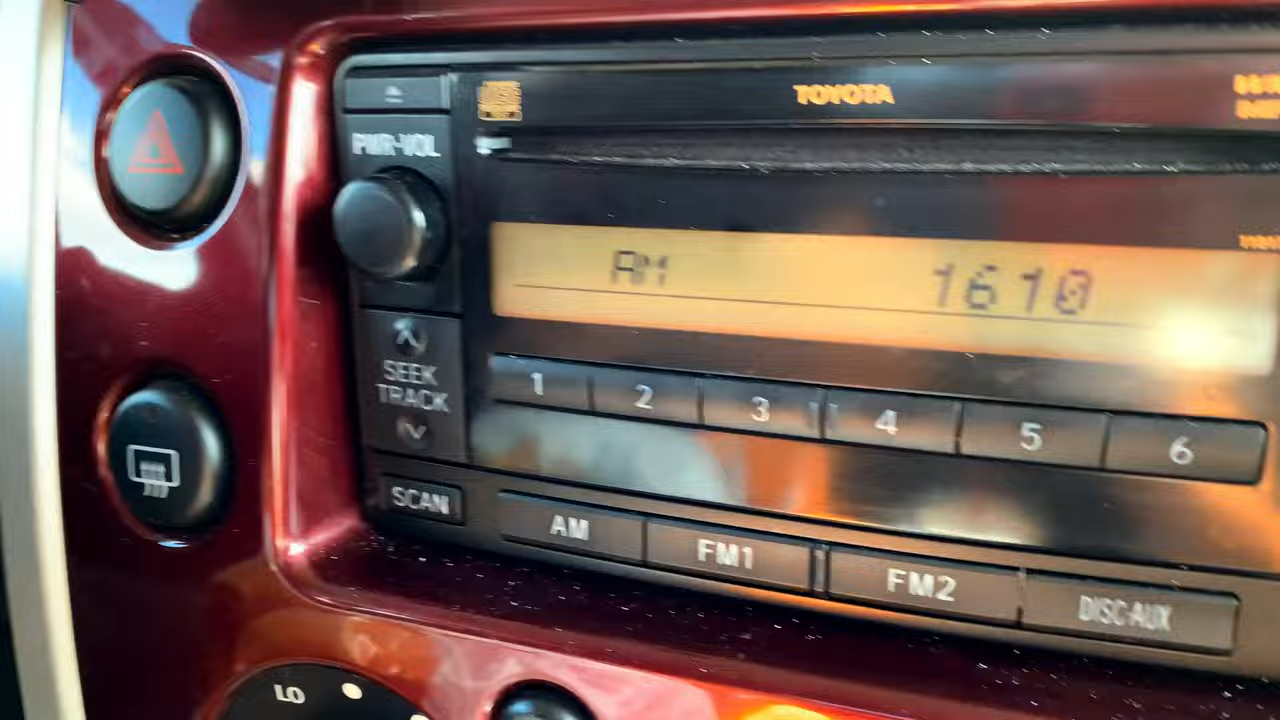 TOYOTA
PWR·VOL
AM 1610
SEEK
TRACK
1 2 3 4 5 6
SCAN
AM FM1 FM2 DISC·AUX
LO